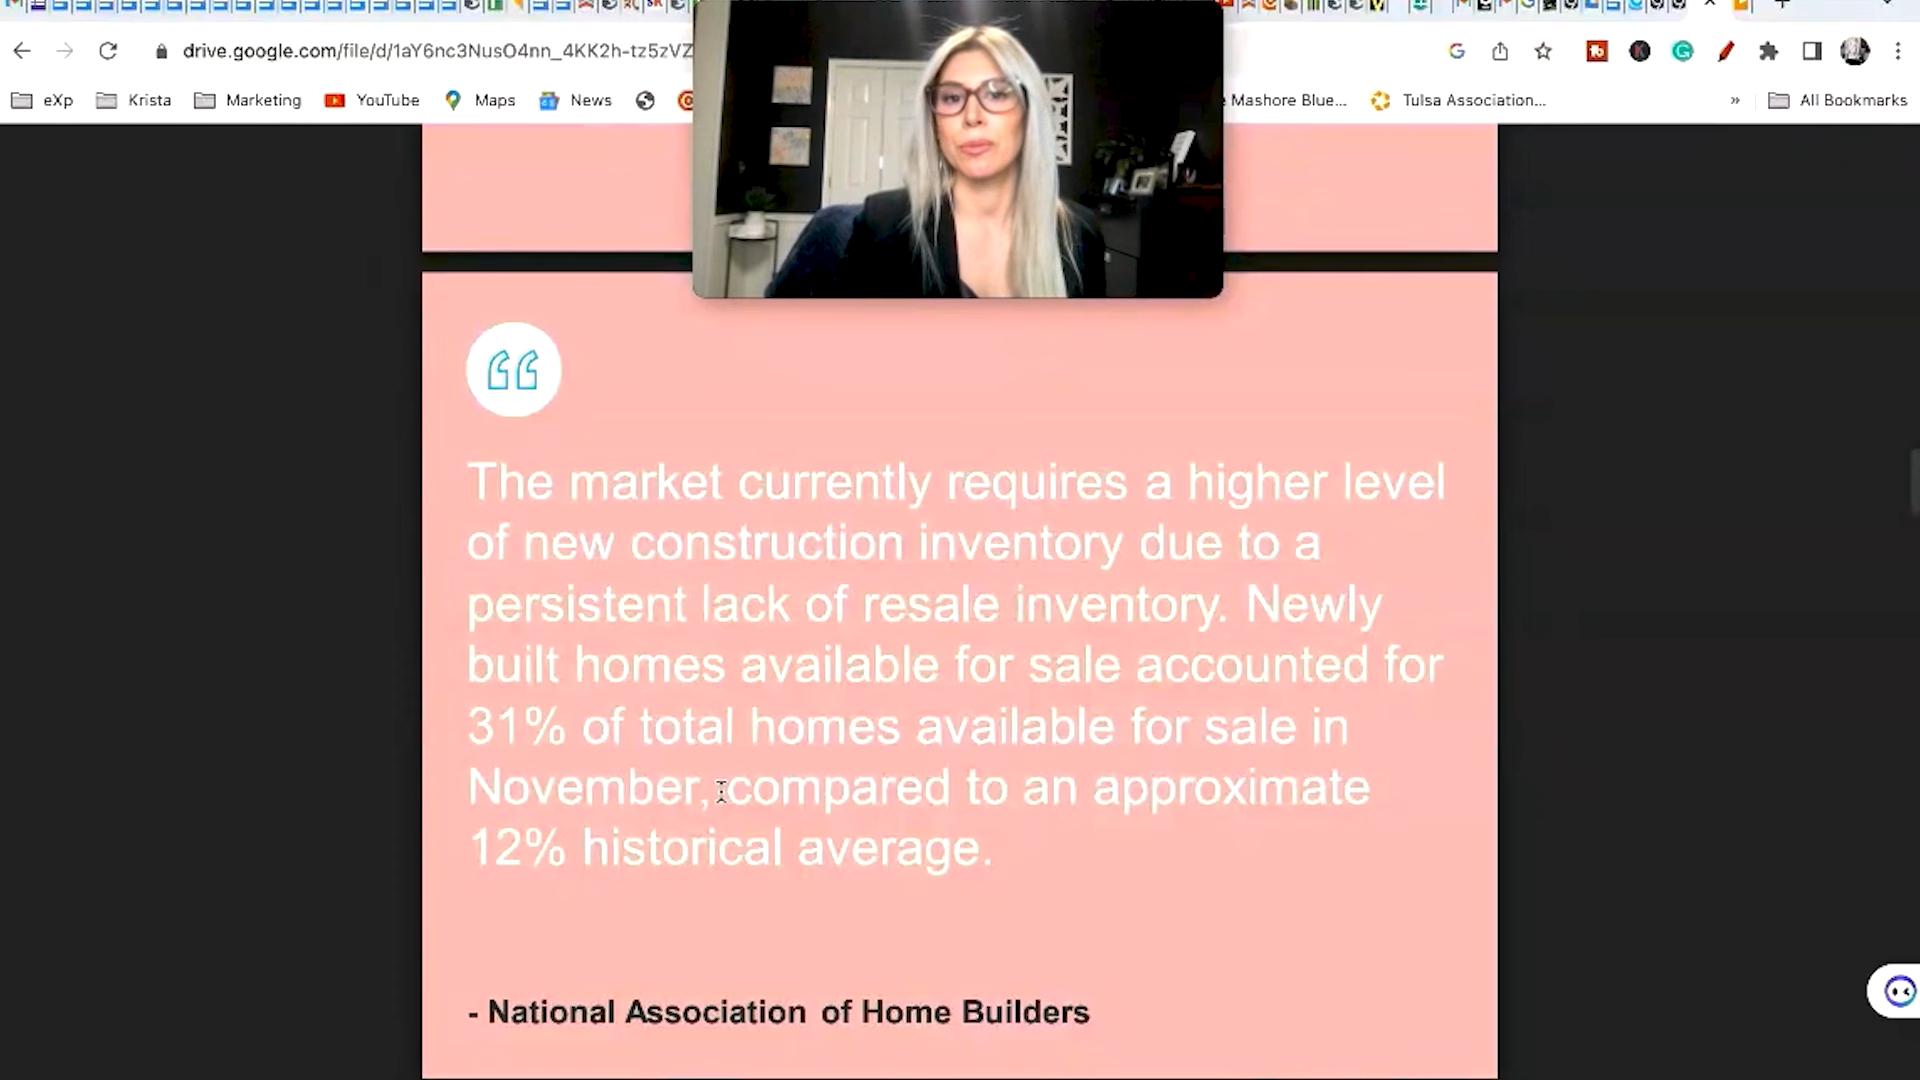 drive.google.com/file/d/1aY6nc3NusO4nn_4KK2h-tz5zVZ
eXp Krista Marketing YouTube Maps News Mashore Blue... Tulsa Association... » All Bookmarks
The market currently requires a higher level
of new construction inventory due to a
persistent lack of resale inventory. Newly
built homes available for sale accounted for
31% of total homes available for sale in
November, compared to an approximate
12% historical average.
- National Association of Home Builders